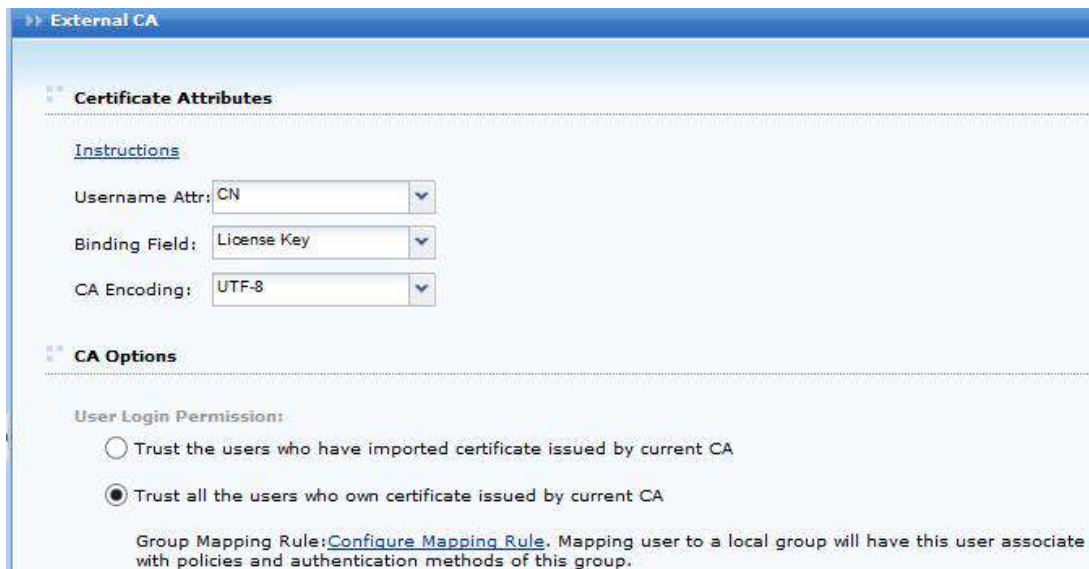 External CA
Certificate Attributes
Instructions
Username Attr: CN
Binding Field: License Key
CA Encoding: UTF-8
CA Options
User Login Permission:
Trust the users who have imported certificate issued by current CA
Trust all the users who own certificate issued by current CA
Group Mapping Rule:Configure Mapping Rule. Mapping user to a local group will have this user associate
with policies and authentication methods of this group.